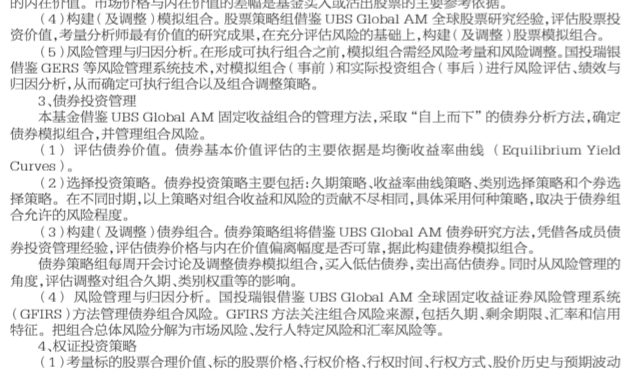 的内在价值。市场价格与内在价值的差幅是基金买入或沽出股票的主要参考依据。
（4）构建（及调整）模拟组合。股票策略组借鉴 UBS Global AM 全球股票研究经验，评估股票投
资价值，考量分析师最有价值的研究成果，在充分评估风险的基础上，构建（及调整）股票模拟组合。
（5）风险管理与归因分析。在形成可执行组合之前，模拟组合需经风险考量和风险调整。国投瑞银
借鉴 GERS 等风险管理系统技术，对模拟组合（事前）和实际投资组合（事后）进行风险评估、绩效与
归因分析，从而确定可执行组合以及组合调整策略。
3、债券投资管理
本基金借鉴 UBS Global AM 固定收益组合的管理方法，采取“自上而下”的债券分析方法，确定
债券模拟组合，并管理组合风险。
（1） 评估债券价值。债券基本价值评估的主要依据是均衡收益率曲线 （Equilibrium Yield
Curves）。
（2）选择投资策略。债券投资策略主要包括：久期策略、收益率曲线策略、类别选择策略和个券选
择策略。在不同时期，以上策略对组合收益和风险的贡献不尽相同，具体采用何种策略，取决于债券组
合允许的风险程度。
（3）构建（及调整）债券组合。债券策略组将借鉴 UBS Global AM 债券研究方法，凭借各成员债
券投资管理经验，评估债券价格与内在价值偏离幅度是否可靠，据此构建债券模拟组合。
债券策略组每周开会讨论及调整债券模拟组合，买入低估债券，卖出高估债券。同时从风险管理的
角度，评估调整对组合久期、类别权重等的影响。
（4） 风险管理与归因分析。国投瑞银借鉴 UBS Global AM 全球固定收益证券风险管理系统
（GFIRS）方法管理债券组合风险。GFIRS 方法关注组合风险来源，包括久期、剩余期限、汇率和信用
特征。把组合总体风险分解为市场风险、发行人特定风险和汇率风险等。
4、权证投资策略
（1）考量标的股票合理价值、标的股票价格、行权价格、行权时间、行权方式、股价历史与预期波动